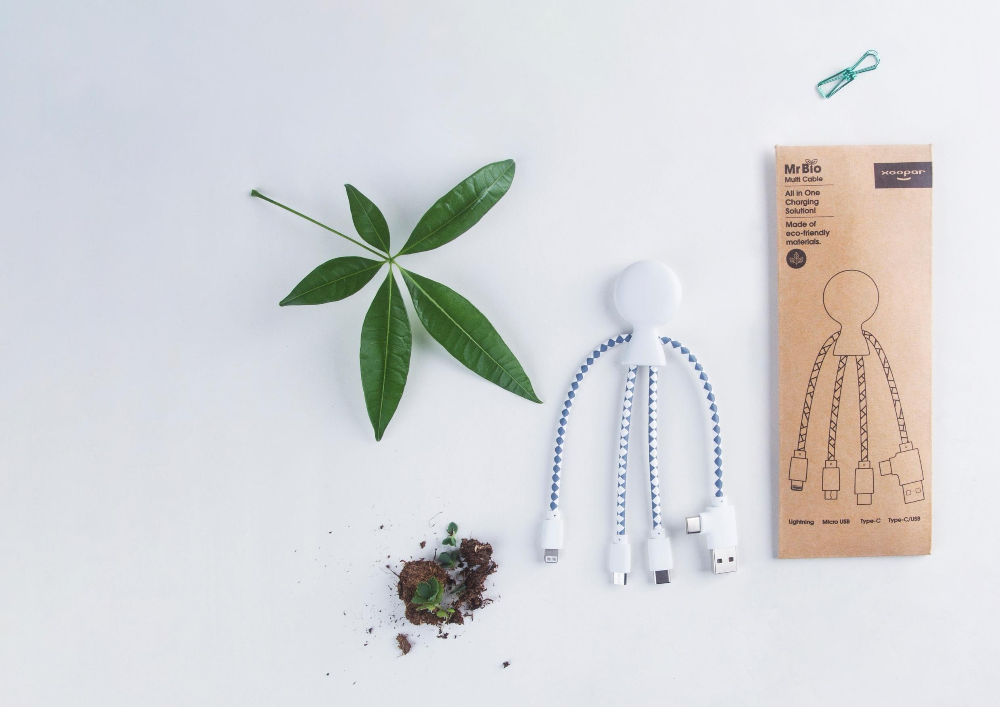 Mr Bio
Multi Cable
All in One
Charging
Solution!
Made of
eco-friendly
materials.
xoopar
Lightning Micro USB Type-C Type-C/USB